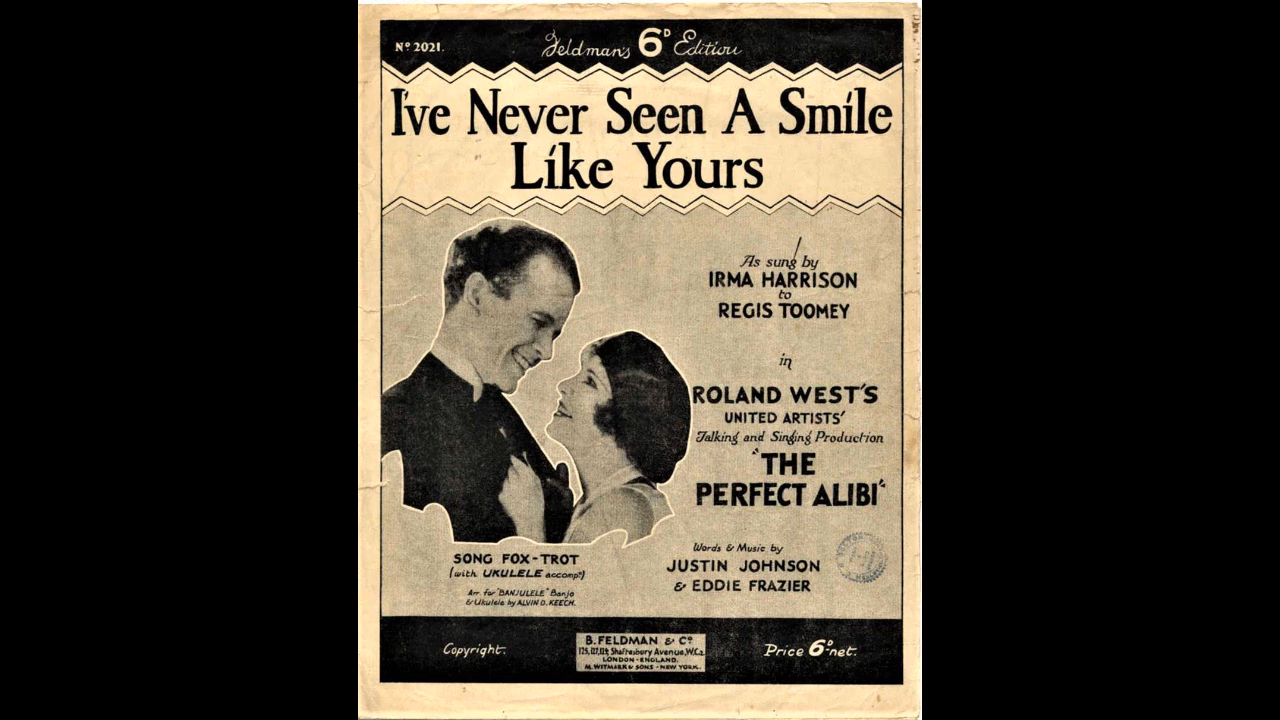 Nº 2021.
Feldman's 6D Edition
I've Never Seen A Smile
Like Yours
As sung by
IRMA HARRISON
to
REGIS TOOMEY
in
ROLAND WEST'S
UNITED ARTISTS'
Talking and Singing Production
"THE
PERFECT ALIBI"
SONG FOX-TROT
(with UKULELE accompt)
Arr. for "BANJULELE" Banjo
& Ukulele by ALVIN D. KEECH.
Words & Music by
JUSTIN JOHNSON
& EDDIE FRAZIER
Copyright.
B. FELDMAN & Cº
125, 127, 129, Shaftesbury Avenue, W.C.2.
LONDON - ENGLAND.
M. WITMARK & SONS - NEW YORK.
Price 6D net.